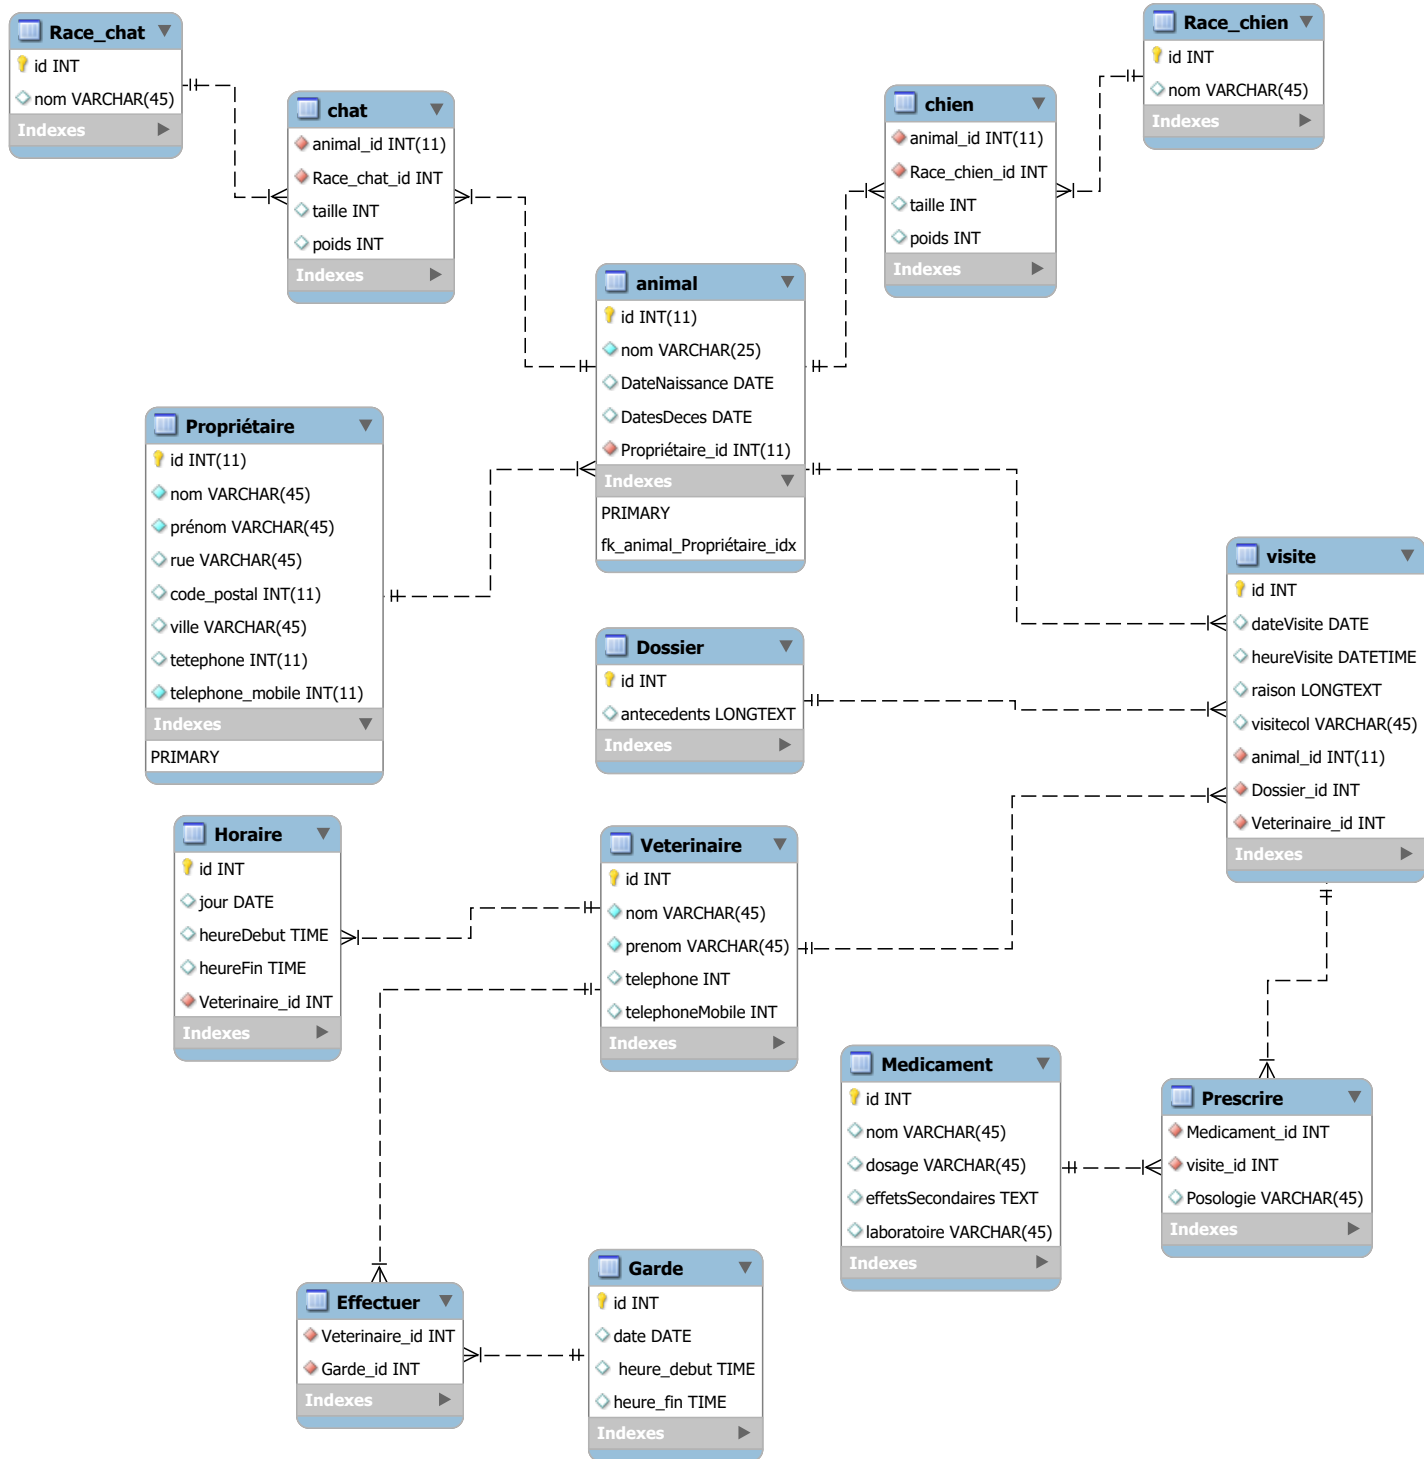 Race_chat
id INT
nom VARCHAR(45)
Indexes
chat
animal_id INT(11)
Race_chat_id INT
taille INT
poids INT
Indexes
chien
animal_id INT(11)
Race_chien_id INT
taille INT
poids INT
Indexes
Race_chien
id INT
nom VARCHAR(45)
Indexes
animal
id INT(11)
nom VARCHAR(25)
DateNaissance DATE
DatesDeces DATE
Propriétaire_id INT(11)
Indexes
PRIMARY
fk_animal_Propriétaire_idx
Propriétaire
id INT(11)
nom VARCHAR(45)
prénom VARCHAR(45)
rue VARCHAR(45)
code_postal INT(11)
ville VARCHAR(45)
tetephone INT(11)
telephone_mobile INT(11)
Indexes
PRIMARY
visite
id INT
dateVisite DATE
heureVisite DATETIME
raison LONGTEXT
visitecol VARCHAR(45)
animal_id INT(11)
Dossier_id INT
Veterinaire_id INT
Indexes
Dossier
id INT
antecedents LONGTEXT
Indexes
Horaire
id INT
jour DATE
heureDebut TIME
heureFin TIME
Veterinaire_id INT
Indexes
Veterinaire
id INT
nom VARCHAR(45)
prenom VARCHAR(45)
telephone INT
telephoneMobile INT
Indexes
Medicament
id INT
nom VARCHAR(45)
dosage VARCHAR(45)
effetsSecondaires TEXT
laboratoire VARCHAR(45)
Indexes
Prescrire
Medicament_id INT
visite_id INT
Posologie VARCHAR(45)
Indexes
Effectuer
Veterinaire_id INT
Garde_id INT
Indexes
Garde
id INT
date DATE
heure_debut TIME
heure_fin TIME
Indexes